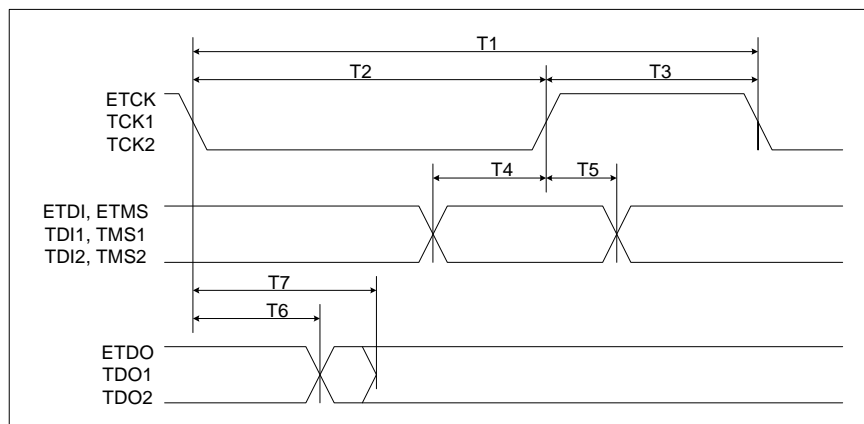 T1
T2
T3
ETCK
TCK1
TCK2
T4
T5
ETDI, ETMS
TDI1, TMS1
TDI2, TMS2
T7
T6
ETDO
TDO1
TDO2